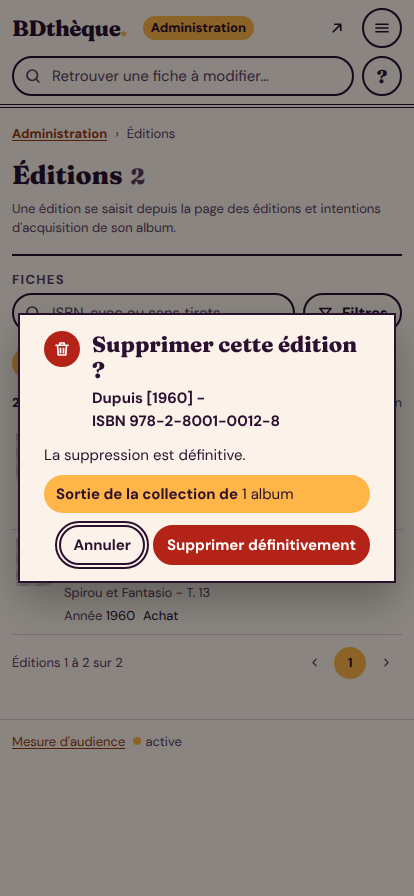 BDthèque. Administration
Retrouver une fiche à modifier... ?
Administration › Éditions
Éditions 2
Une édition se saisit depuis la page des éditions et intentions
d'acquisition de son album.
FICHES
ISBN, avec ou sans tirets Filtres
Supprimer cette édition
?
Dupuis [1960] -
ISBN 978-2-8001-0012-8
La suppression est définitive.
Sortie de la collection de 1 album
Annuler Supprimer définitivement
Spirou et Fantasio - T. 13
Année 1960 Achat
Éditions 1 à 2 sur 2 ‹ 1 ›
Mesure d'audience active